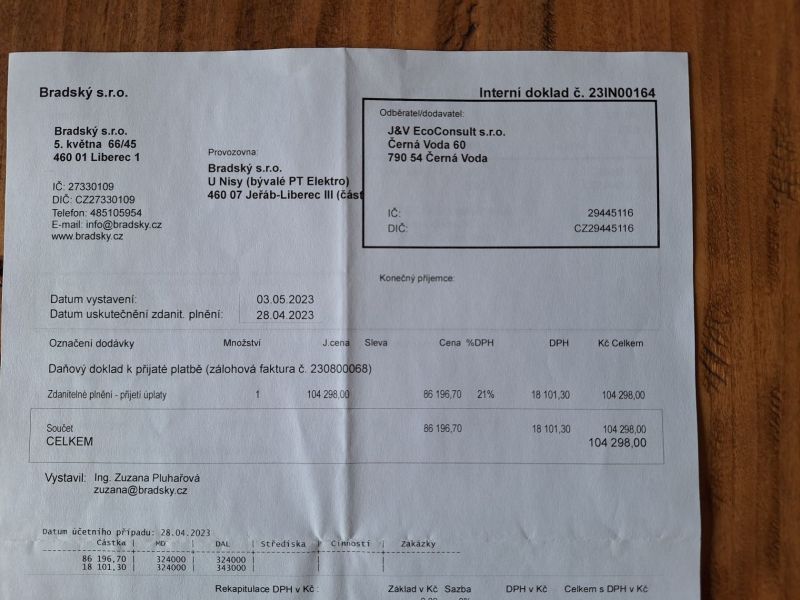 Bradský s.r.o.
Interní doklad č. 23IN00164
Bradský s.r.o.
5. května 66/45
460 01 Liberec 1
IČ: 27330109
DIČ: CZ27330109
Telefon: 485105954
E-mail: info@bradsky.cz
www.bradsky.cz
Provozovna:
Bradský s.r.o.
U Nisy (bývalé PT Elektro)
460 07 Jeřáb-Liberec III (část
Odběratel/dodavatel:
J&V EcoConsult s.r.o.
Černá Voda 60
790 54 Černá Voda
IČ: 29445116
DIČ: CZ29445116
Konečný příjemce:
Datum vystavení: 03.05.2023
Datum uskutečnění zdanit. plnění: 28.04.2023
Označení dodávky Množství J.cena Sleva Cena %DPH DPH Kč Celkem
Daňový doklad k přijaté platbě (zálohová faktura č. 230800068)
Zdanitelné plnění - přijetí úplaty 1 104 298,00 86 196,70 21% 18 101,30 104 298,00
Součet 86 196,70 18 101,30 104 298,00
CELKEM 104 298,00
Vystavil: Ing. Zuzana Pluhařová
zuzana@bradsky.cz
Datum účetního případu: 28.04.2023
Částka | MD | DAL | Střediska | Činnosti | Zakázky
86 196,70 | 324000 | 324000
18 101,30 | 324000 | 343000
Rekapitulace DPH v Kč: Základ v Kč Sazba DPH v Kč Celkem s DPH v Kč